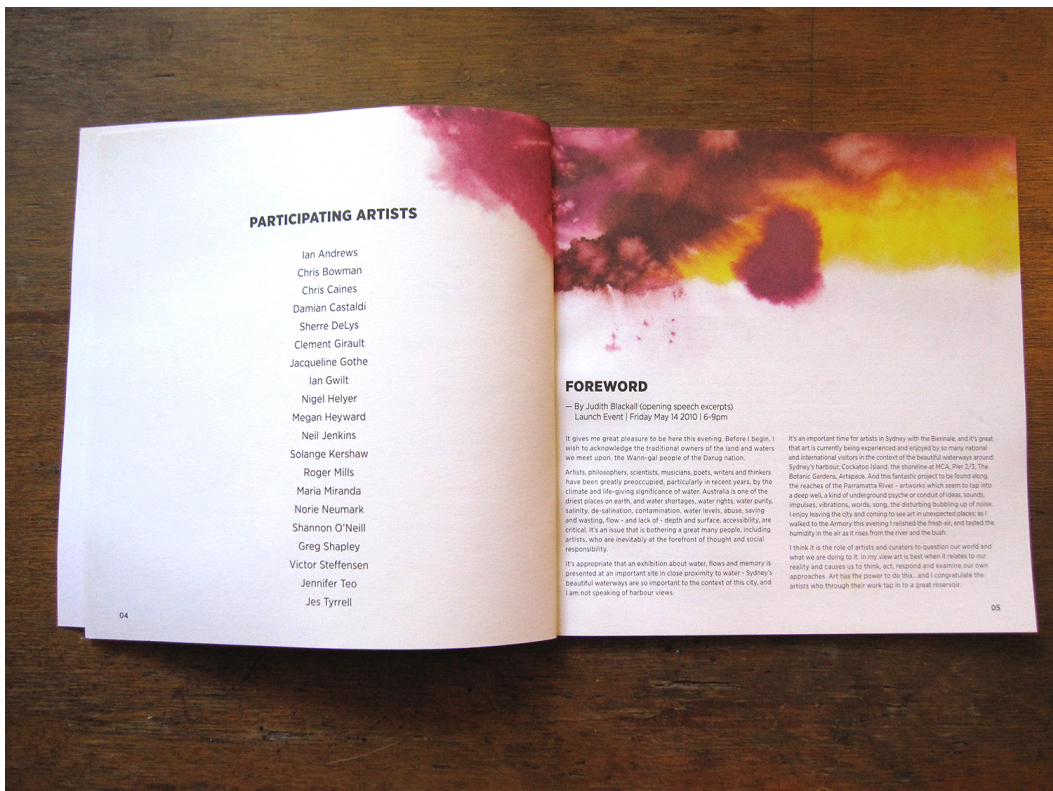 PARTICIPATING ARTISTS
Ian Andrews
Chris Bowman
Chris Caines
Damian Castaldi
Sherre DeLys
Clement Girault
Jacqueline Gothe
Ian Gwilt
Nigel Helyer
Megan Heyward
Neil Jenkins
Solange Kershaw
Roger Mills
Maria Miranda
Norie Neumark
Shannon O'Neill
Greg Shapley
Victor Steffensen
Jennifer Teo
Jes Tyrrell
04
FOREWORD
— By Judith Blackall (opening speech excerpts)
Launch Event | Friday May 14 2010 | 6-9pm
It gives me great pleasure to be here this evening. Before I begin, I
wish to acknowledge the traditional owners of the land and waters
we meet upon, the Wann-gal people of the Darug nation.
Artists, philosophers, scientists, musicians, poets, writers and thinkers
have been greatly preoccupied, particularly in recent years, by the
climate and life-giving significance of water. Australia is one of the
driest places on earth, and water shortages, water rights, water purity,
salinity, de-salination, contamination, water levels, abuse, saving
and wasting, flow - and lack of - depth and surface, accessibility, are
critical. It's an issue that is bothering a great many people, including
artists, who are inevitably at the forefront of thought and social
responsibility.
It's appropriate that an exhibition about water, flows and memory is
presented at an important site in close proximity to water - Sydney's
beautiful waterways are so important to the context of this city, and
I am not speaking of harbour views.
It's an important time for artists in Sydney with the Biennale, and it's great
that art is currently being experienced and enjoyed by so many national
and international visitors in the context of the beautiful waterways around
Sydney's harbour, Cockatoo Island, the shoreline at MCA, Pier 2/3, The
Botanic Gardens, Artspace. And this fantastic project to be found along
the reaches of the Parramatta River - artworks which seem to tap into
a deep well, a kind of underground psyche or conduit of ideas, sounds,
impulses, vibrations, words, song, the disturbing bubbling up of noise.
I enjoy leaving the city and coming to see art in unexpected places; as I
walked to the Armory this evening I relished the fresh air, and tasted the
humidity in the air as it rises from the river and the bush.
I think it is the role of artists and curators to question our world and
what we are doing to it. In my view art is best when it relates to our
reality and causes us to think, act, respond and examine our own
approaches. Art has the power to do this...and I congratulate the
artists who through their work tap in to a great reservoir.
05